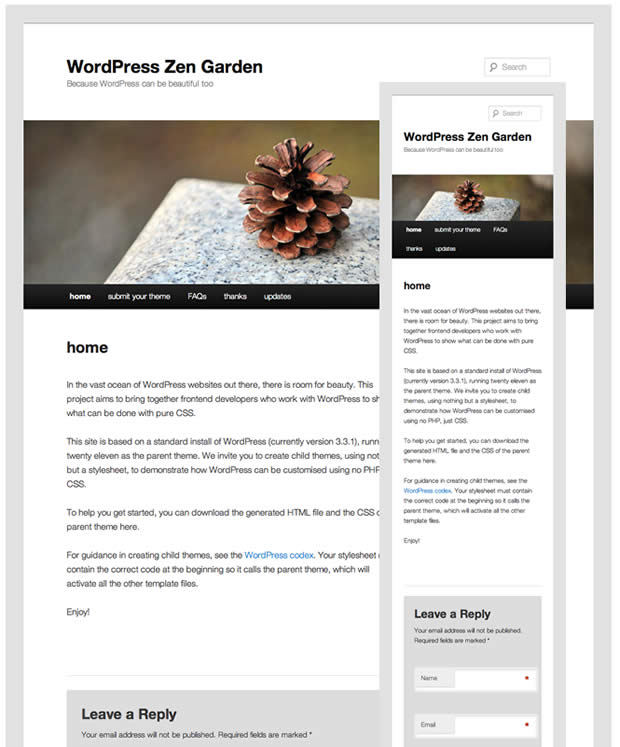 WordPress Zen Garden
Because WordPress can be beautiful too
Search
home submit your theme FAQs thanks updates
home
In the vast ocean of WordPress websites out there, there is room for beauty. This
project aims to bring together frontend developers who work with WordPress to
what can be done with pure CSS.
This site is based on a standard install of WordPress (currently version 3.3.1),
twenty eleven as the parent theme. We invite you to create child themes, using
but a stylesheet, to demonstrate how WordPress can be customised using no PHP
CSS.
To help you get started, you can download the generated HTML file and the CSS
parent theme here.
For guidance in creating child themes, see the WordPress codex. Your stylesheet
contain the correct code at the beginning so it calls the parent theme, which will
activate all the other template files.
Enjoy!
Leave a Reply
Your email address will not be published. Required fields are marked *
Search
WordPress Zen Garden
Because WordPress can be beautiful too
home submit your theme FAQs
thanks updates
home
In the vast ocean of WordPress websites out there,
there is room for beauty. This project aims to bring
together frontend developers who work with
WordPress to show what can be done with pure
CSS.
This site is based on a standard install of WordPress
(currently version 3.3.1), running twenty eleven as
the parent theme. We invite you to create child
themes, using nothing but a stylesheet, to
demonstrate how WordPress can be customised
using no PHP, just CSS.
To help you get started, you can download the
generated HTML file and the CSS of the parent
theme here.
For guidance in creating child themes, see the
WordPress codex. Your stylesheet must contain
the correct code at the beginning so it calls the
parent theme, which will activate all the other
template files.
Enjoy!
Leave a Reply
Your email address will not be published.
Required fields are marked *
Name *
Email *